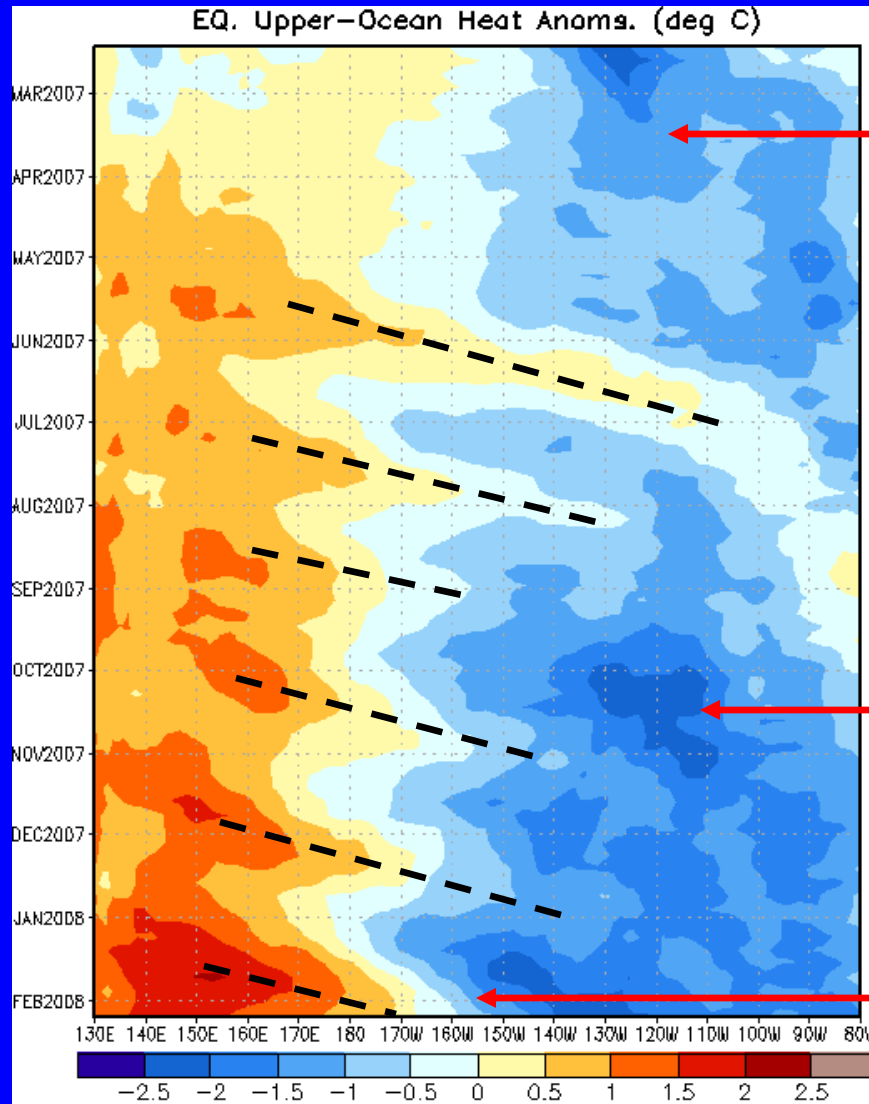 EQ. Upper-Ocean Heat Anoms. (deg C)
MAR2007
APR2007
MAY2007
JUN2007
JUL2007
AUG2007
SEP2007
OCT2007
NOV2007
DEC2007
JAN2008
FEB2008
130E 140E 150E 160E 170E 180 170W 160W 150W 140W 130W 120W 110W 100W 90W 80W
-2.5 -2 -1.5 -1 -0.5 0 0.5 1 1.5 2 2.5